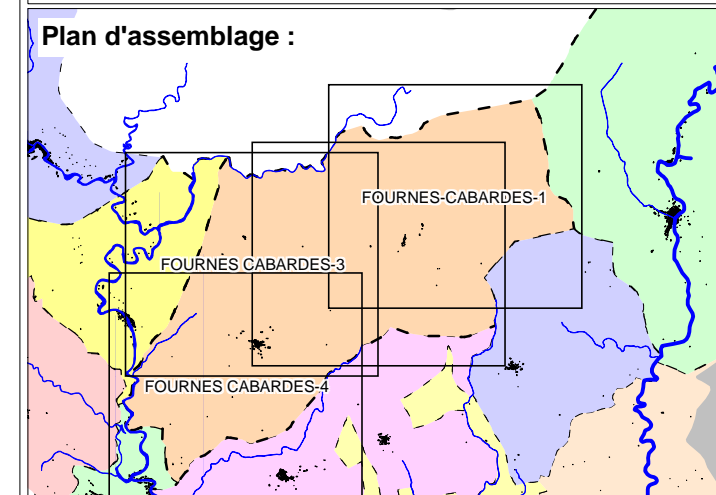 Plan d'assemblage :
FOURNES-CABARDES-1
FOURNES CABARDES-3
FOURNES CABARDES-4